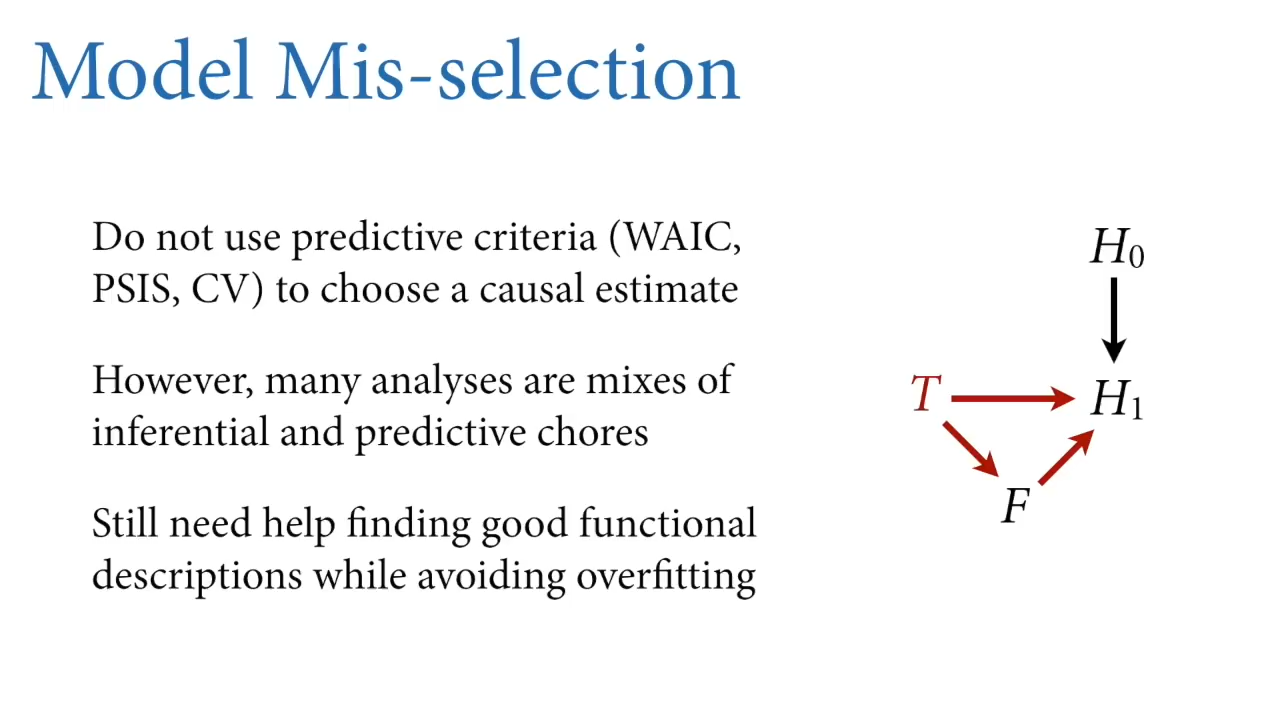 Model Mis-selection
Do not use predictive criteria (WAIC,
PSIS, CV) to choose a causal estimate
However, many analyses are mixes of
inferential and predictive chores
Still need help finding good functional
descriptions while avoiding overfitting
H₀
T
H₁
F